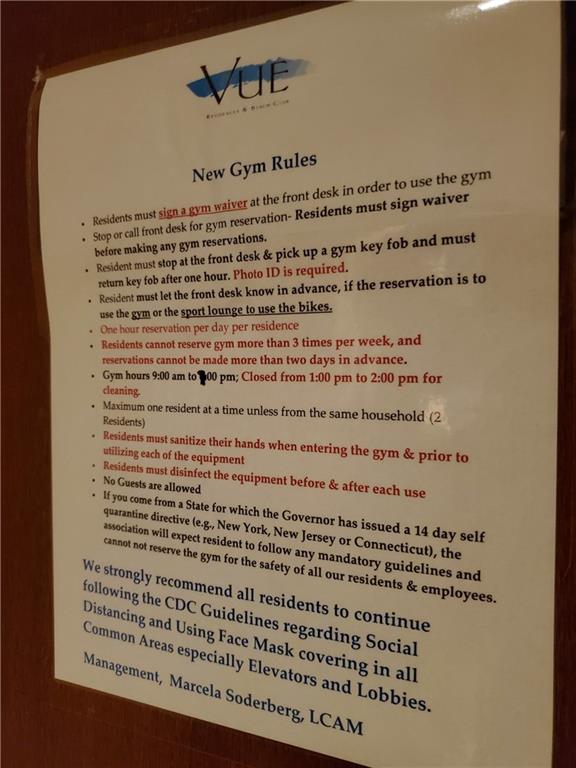 VUE
RESIDENCES & BEACH CLUB
New Gym Rules
• Residents must sign a gym waiver at the front desk in order to use the gym
• Stop or call front desk for gym reservation- Residents must sign waiver
before making any gym reservations.
• Resident must stop at the front desk & pick up a gym key fob and must
return key fob after one hour. Photo ID is required.
• Resident must let the front desk know in advance, if the reservation is to
use the gym or the sport lounge to use the bikes.
• One hour reservation per day per residence
• Residents cannot reserve gym more than 3 times per week, and
reservations cannot be made more than two days in advance.
• Gym hours 9:00 am to :00 pm; Closed from 1:00 pm to 2:00 pm for
cleaning.
• Maximum one resident at a time unless from the same household (2
Residents)
• Residents must sanitize their hands when entering the gym & prior to
utilizing each of the equipment
• Residents must disinfect the equipment before & after each use
• No Guests are allowed
• If you come from a State for which the Governor has issued a 14 day self
quarantine directive (e.g., New York, New Jersey or Connecticut), the
association will expect resident to follow any mandatory guidelines and
cannot not reserve the gym for the safety of all our residents & employees.
We strongly recommend all residents to continue
following the CDC Guidelines regarding Social
Distancing and Using Face Mask covering in all
Common Areas especially Elevators and Lobbies.
Management, Marcela Soderberg, LCAM